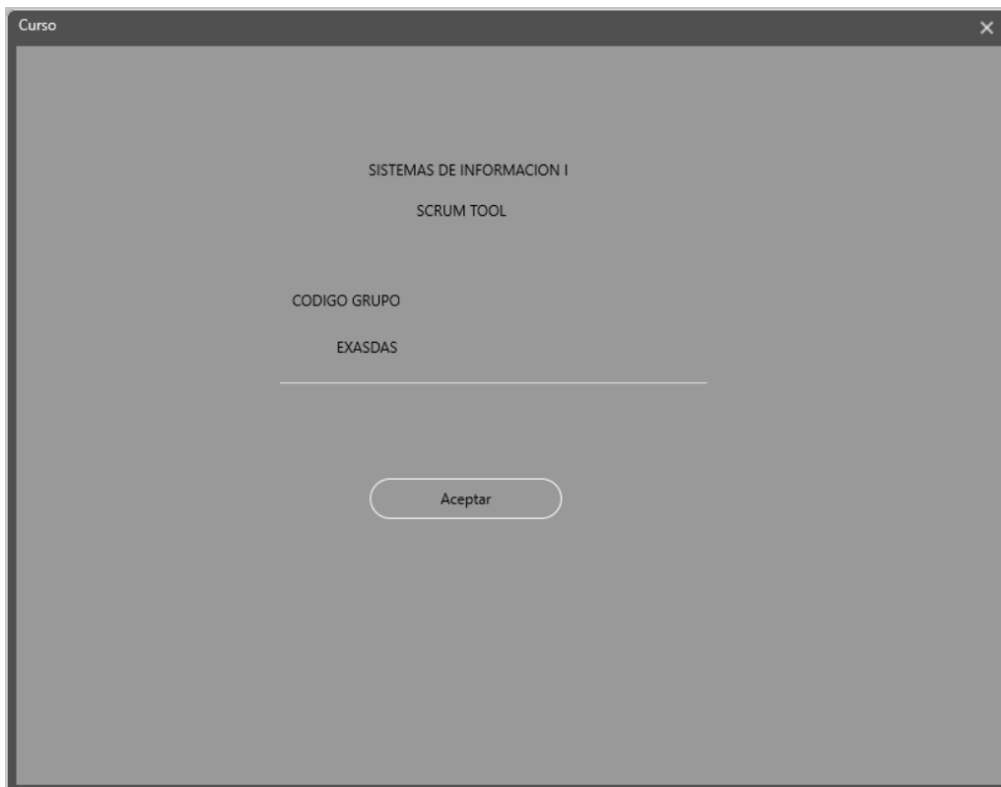 Curso
SISTEMAS DE INFORMACION I
SCRUM TOOL
CODIGO GRUPO
EXASDAS
Aceptar